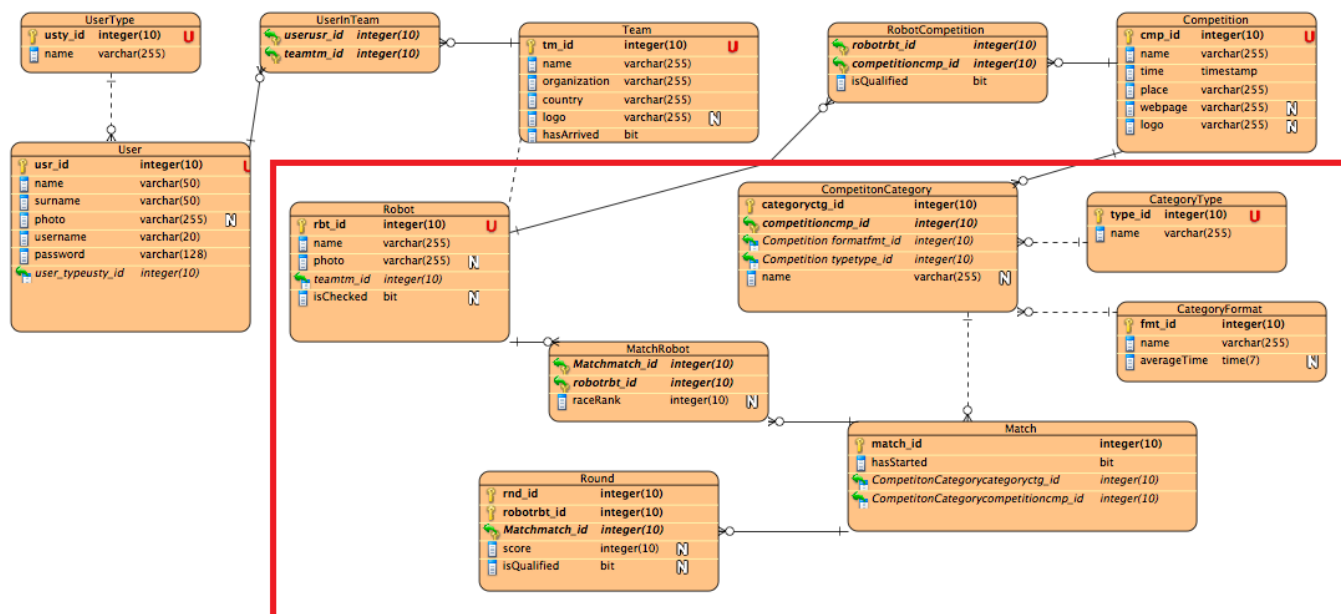 UserType
usty_id integer(10) U
name varchar(255)
UserInTeam
userusr_id integer(10)
teamtm_id integer(10)
Team
tm_id integer(10) U
name varchar(255)
organization varchar(255)
country varchar(255)
logo varchar(255) N
hasArrived bit
RobotCompetition
robotrbt_id integer(10)
competitioncmp_id integer(10)
isQualified bit
Competition
cmp_id integer(10) U
name varchar(255)
time timestamp
place varchar(255)
webpage varchar(255) N
logo varchar(255) N
User
usr_id integer(10) U
name varchar(50)
surname varchar(50)
photo varchar(255) N
username varchar(20)
password varchar(128)
user_typeusty_id integer(10)
Robot
rbt_id integer(10) U
name varchar(255)
photo varchar(255) N
teamtm_id integer(10)
isChecked bit N
CompetitonCategory
categoryctg_id integer(10)
competitioncmp_id integer(10)
Competition formatfmt_id integer(10)
Competition typetype_id integer(10)
name varchar(255) N
CategoryType
type_id integer(10) U
name varchar(255)
CategoryFormat
fmt_id integer(10)
name varchar(255)
averageTime time(7) N
MatchRobot
Matchmatch_id integer(10)
robotrbt_id integer(10)
raceRank integer(10) N
Match
match_id integer(10)
hasStarted bit
CompetitonCategorycategoryctg_id integer(10)
CompetitonCategorycompetitioncmp_id integer(10)
Round
rnd_id integer(10)
robotrbt_id integer(10)
Matchmatch_id integer(10)
score integer(10) N
isQualified bit N